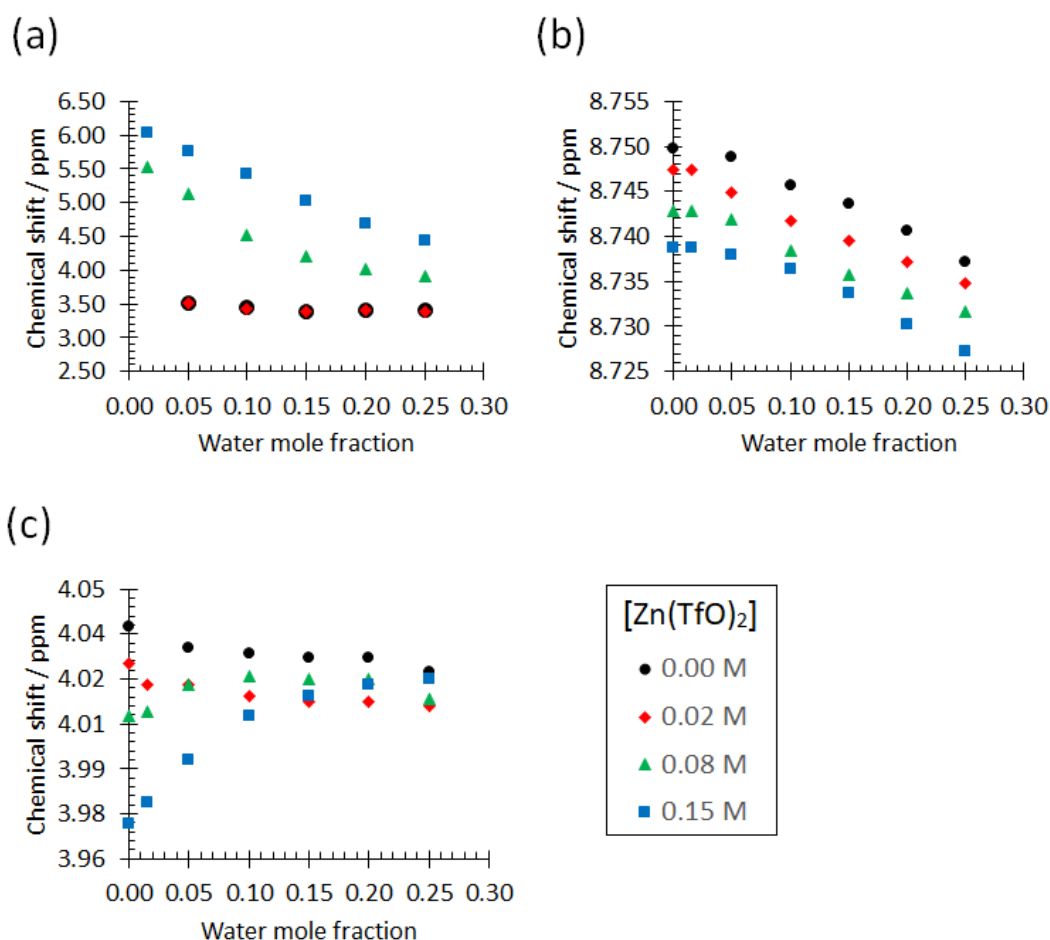 (a)
Chemical shift / ppm
6.50
6.00
5.50
5.00
4.50
4.00
3.50
3.00
2.50
0.00 0.05 0.10 0.15 0.20 0.25 0.30
Water mole fraction
(b)
Chemical shift / ppm
8.755
8.750
8.745
8.740
8.735
8.730
8.725
0.00 0.05 0.10 0.15 0.20 0.25 0.30
Water mole fraction
(c)
Chemical shift / ppm
4.05
4.04
4.02
4.01
3.99
3.98
3.96
0.00 0.05 0.10 0.15 0.20 0.25 0.30
Water mole fraction
[Zn(TfO)₂]
0.00 M
0.02 M
0.08 M
0.15 M